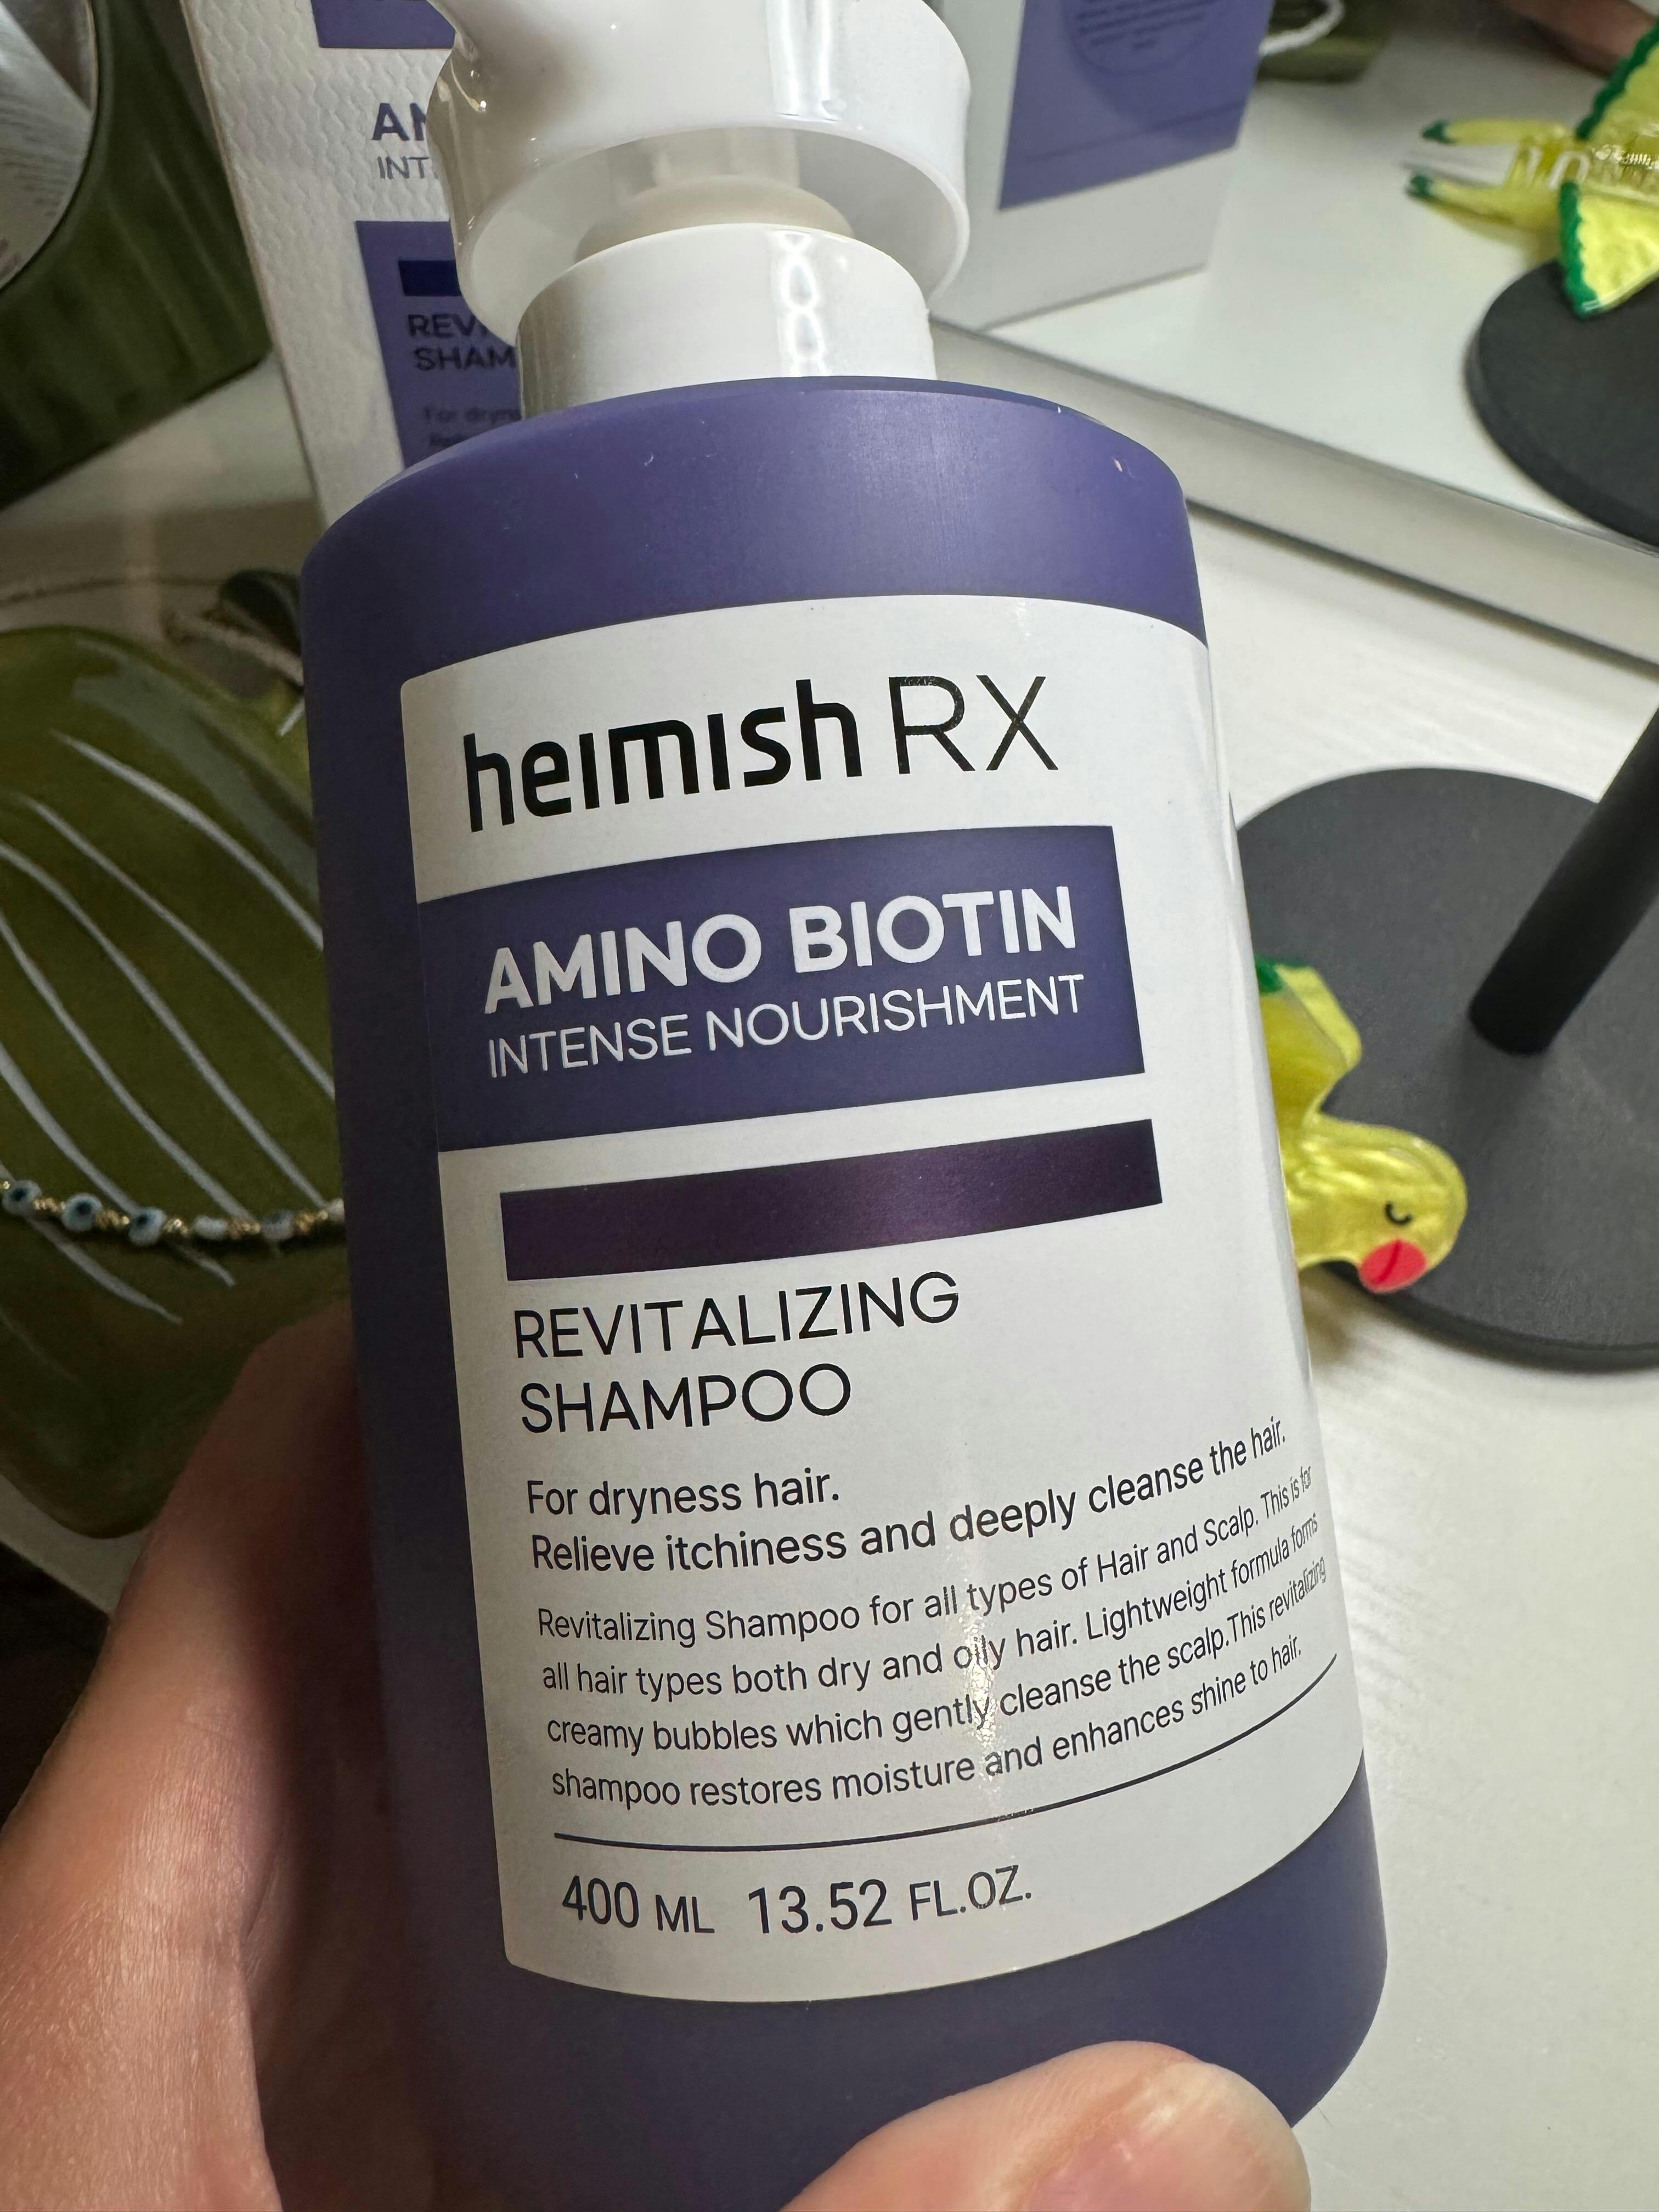 heimish RX
AMINO BIOTIN
INTENSE NOURISHMENT
REVITALIZING
SHAMPOO
For dryness hair.
Relieve itchiness and deeply cleanse the hair.
Revitalizing Shampoo for all types of Hair and Scalp. This is for
all hair types both dry and oily hair. Lightweight formula forms
creamy bubbles which gently cleanse the scalp.This revitalizing
shampoo restores moisture and enhances shine to hair.
400 ML 13.52 FL.OZ.